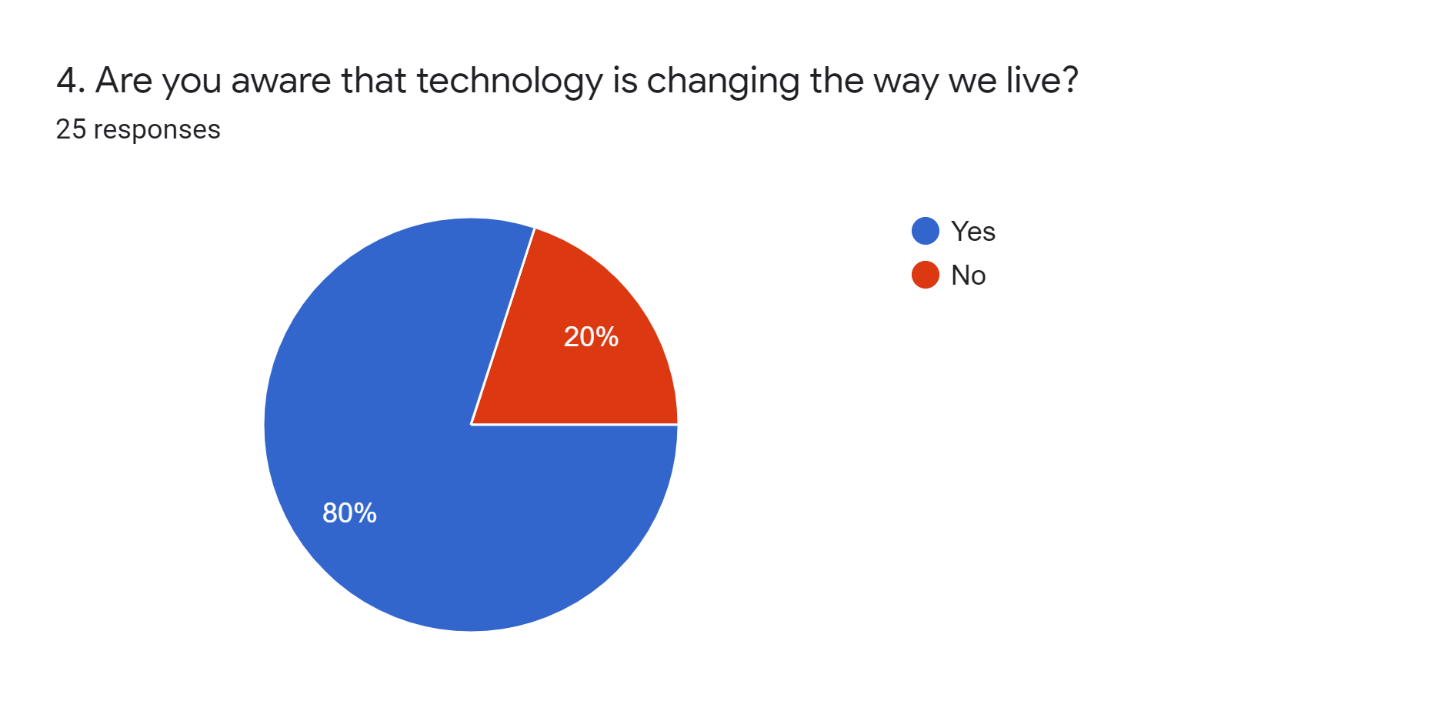 4. Are you aware that technology is changing the way we live?
25 responses
Yes
No
20%
80%